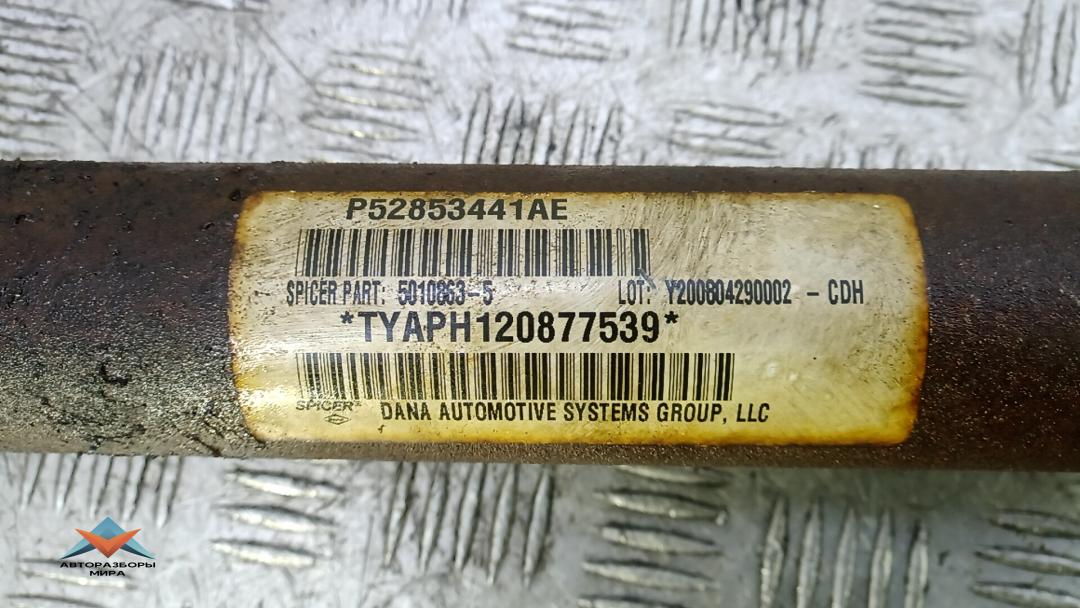 P52853441AE
SPICER PART: 5010863-5 LOT: Y200804290002 - CDH
*TYAPH120877539*
SPICER
DANA AUTOMOTIVE SYSTEMS GROUP, LLC
АВТОРАЗБОРЫ
МИРА